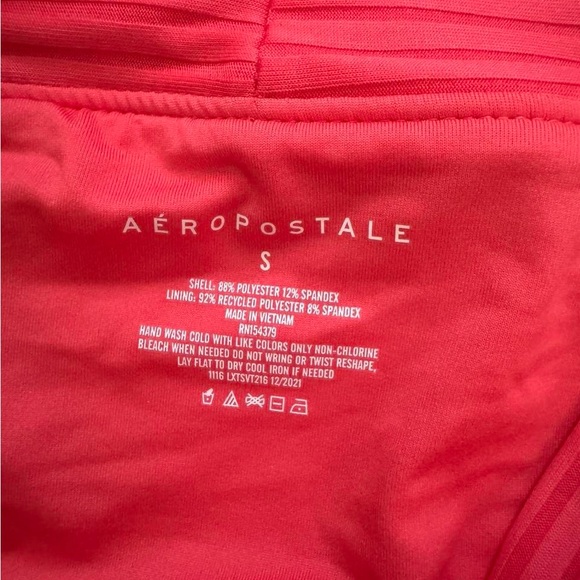 AÉROPOSTALE
S
SHELL: 88% POLYESTER 12% SPANDEX
LINING: 92% RECYCLED POLYESTER 8% SPANDEX
MADE IN VIETNAM
RN154379
HAND WASH COLD WITH LIKE COLORS ONLY NON-CHLORINE
BLEACH WHEN NEEDED DO NOT WRING OR TWIST RESHAPE,
LAY FLAT TO DRY COOL IRON IF NEEDED
1116 LXTSVT216 12/2021